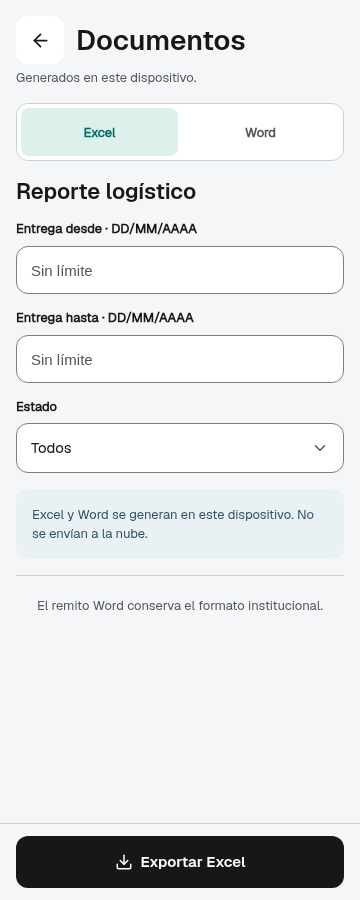 Documentos
Generados en este dispositivo.
Excel
Word
Reporte logístico
Entrega desde · DD/MM/AAAA
Sin límite
Entrega hasta · DD/MM/AAAA
Sin límite
Estado
Todos
Excel y Word se generan en este dispositivo. No
se envían a la nube.
El remito Word conserva el formato institucional.
Exportar Excel